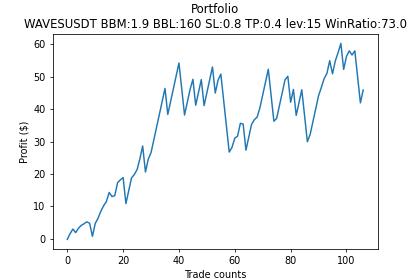 Portfolio
WAVESUSDT BBM:1.9 BBL:160 SL:0.8 TP:0.4 lev:15 WinRatio:73.0
60
50
40
30
20
10
0
Profit ($)
0 20 40 60 80 100
Trade counts